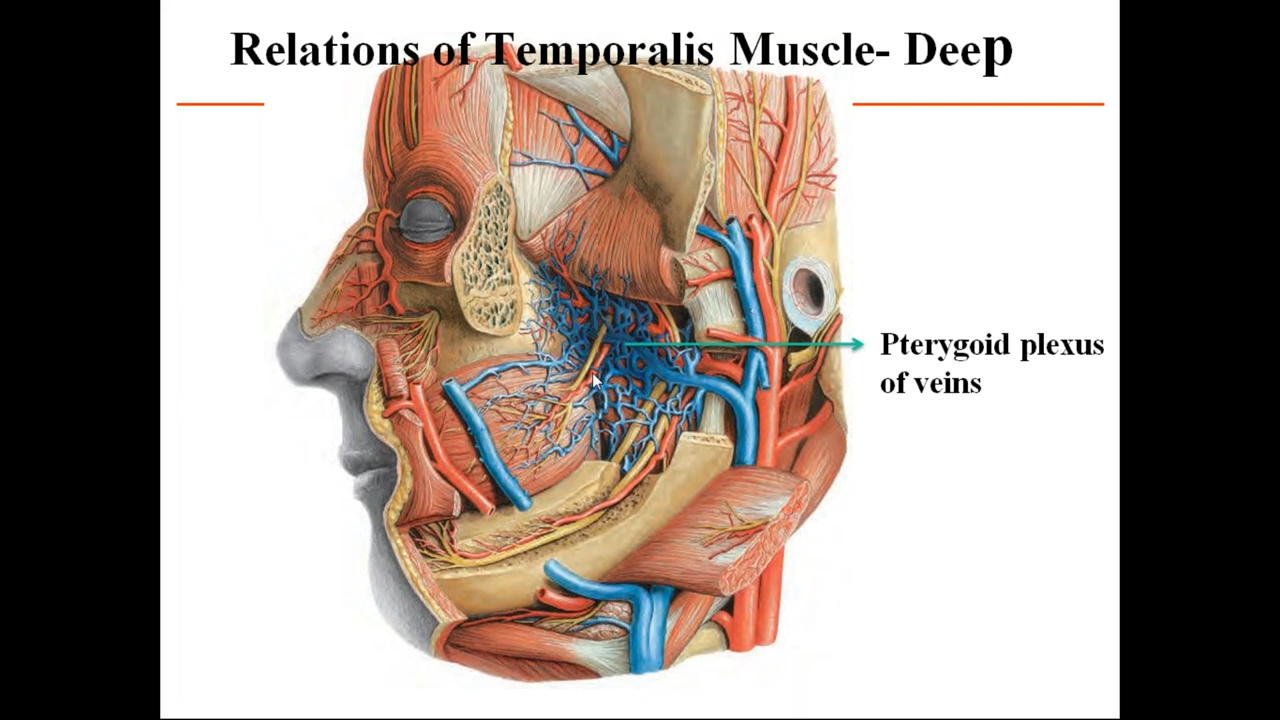 Relations of Temporalis Muscle- Deep
Pterygoid plexus
of veins